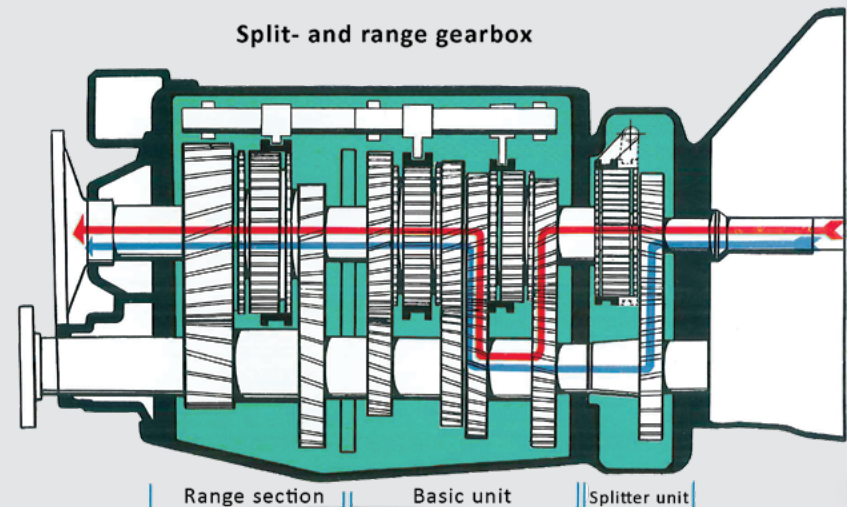 Split- and range gearbox
Range section
Basic unit
Splitter unit